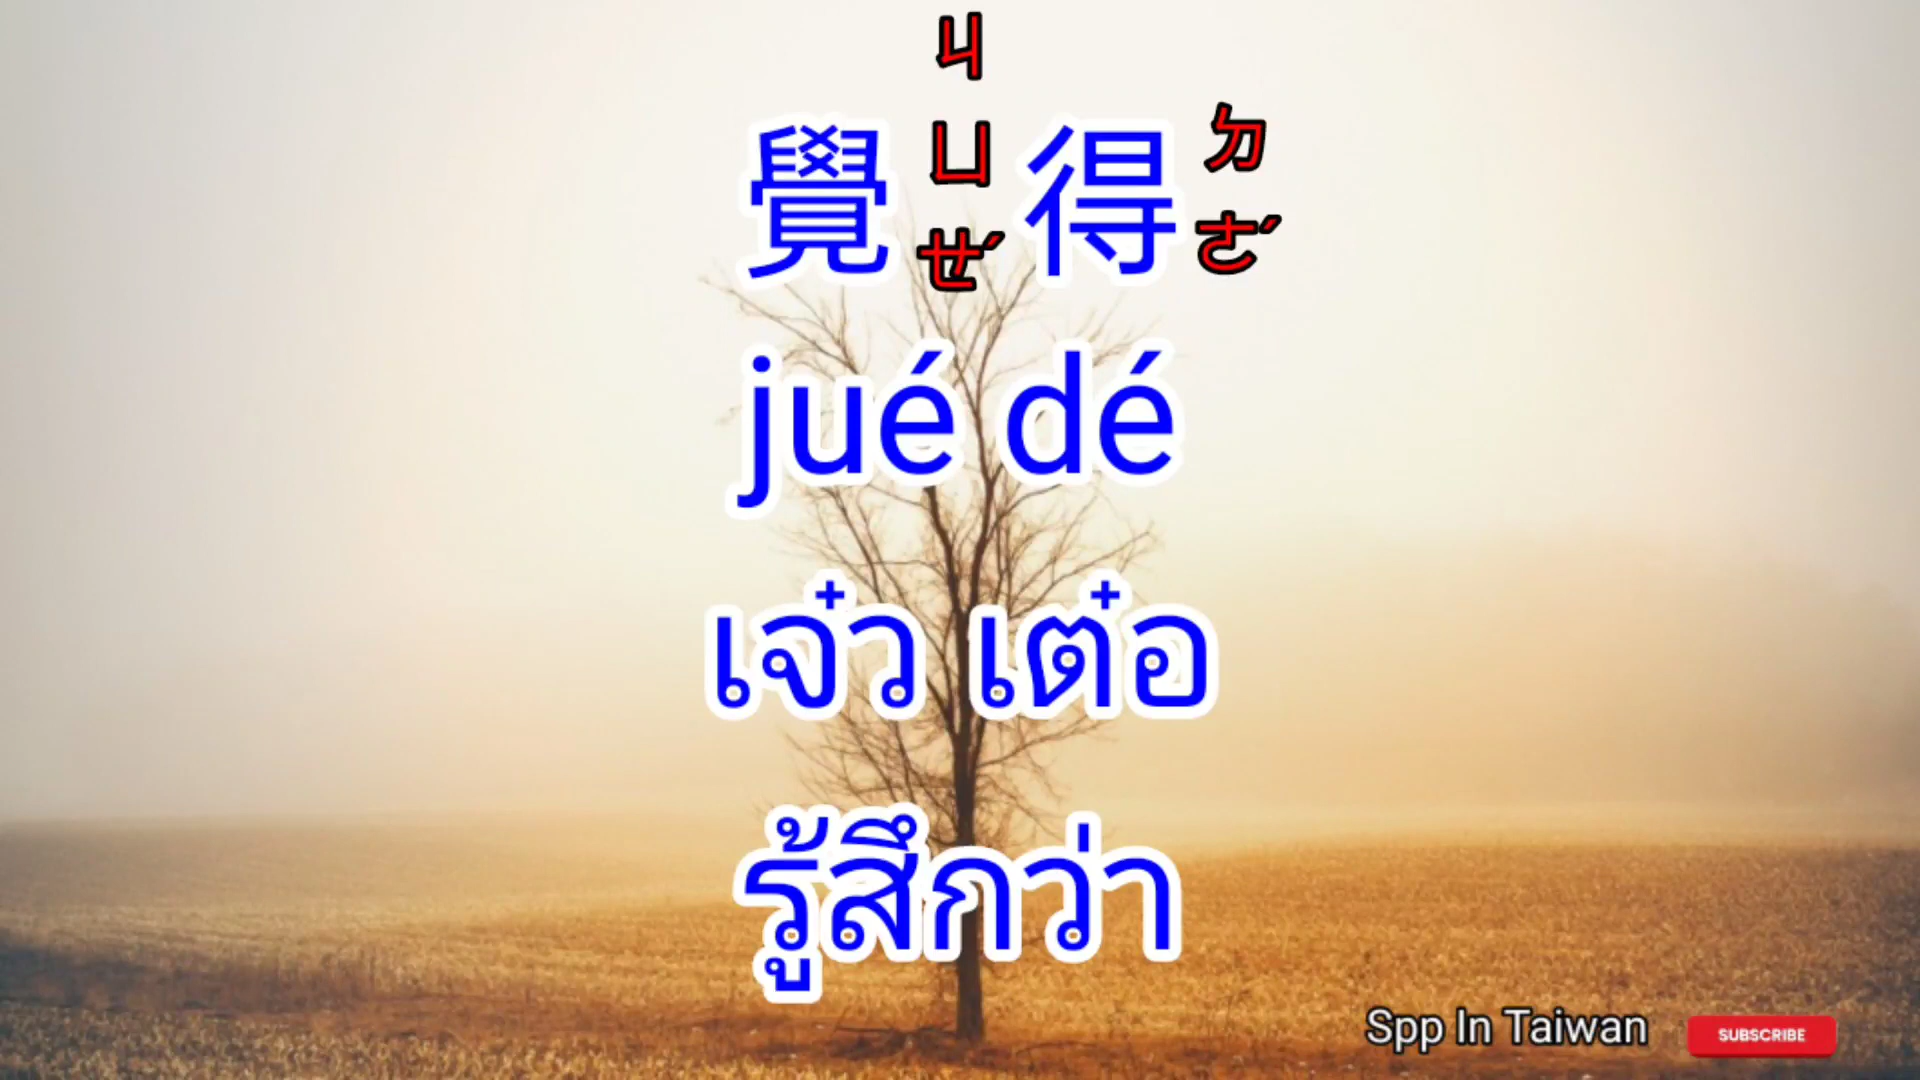 覺ㄐㄩㄝˊ 得ㄉㄜˊ
jué dé
เจ๋ว เต๋อ
รู้สึกว่า
Spp In Taiwan
SUBSCRIBE